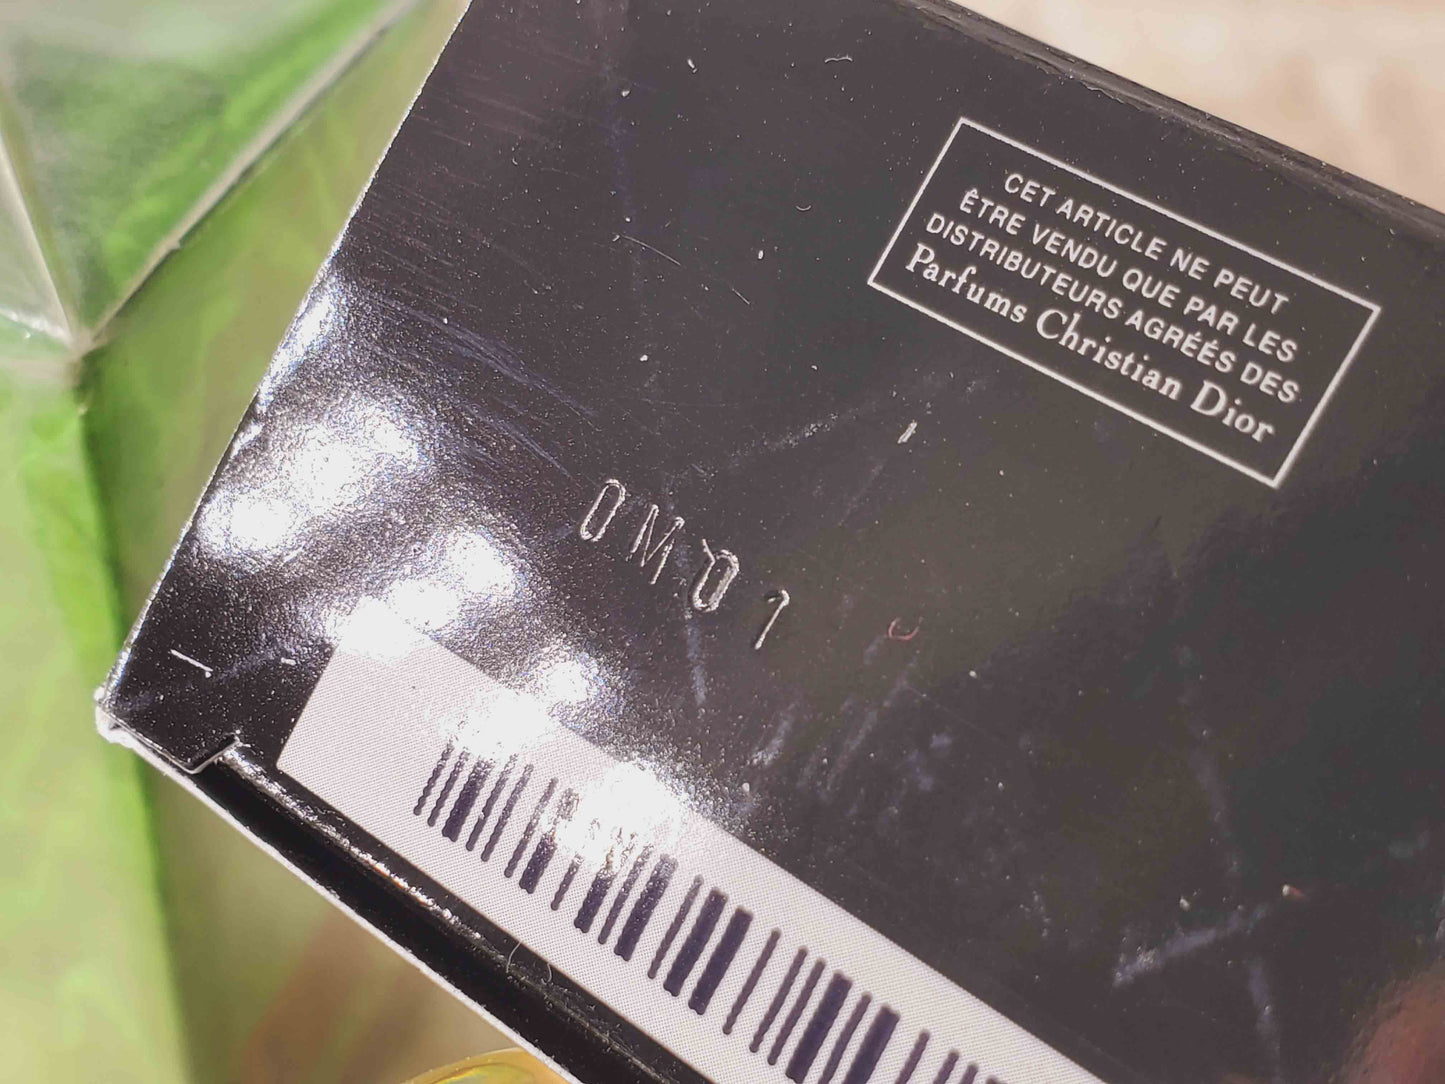 CET ARTICLE NE PEUT
ÊTRE VENDU QUE PAR LES
DISTRIBUTEURS AGRÉÉS DES
Parfums Christian Dior
0M01